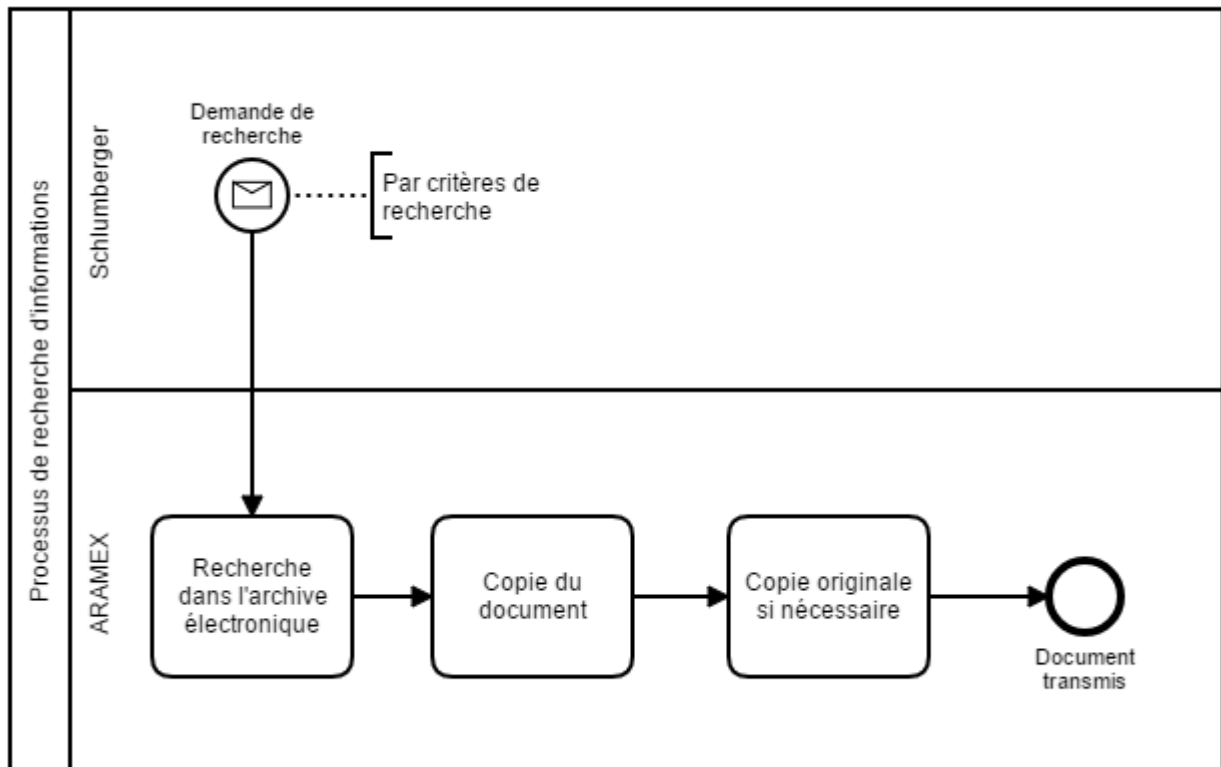 Processus de recherche d'informations
Schlumberger
Demande de
recherche
Par critères de
recherche
ARAMEX
Recherche
dans l'archive
électronique
Copie du
document
Copie originale
si nécessaire
Document
transmis